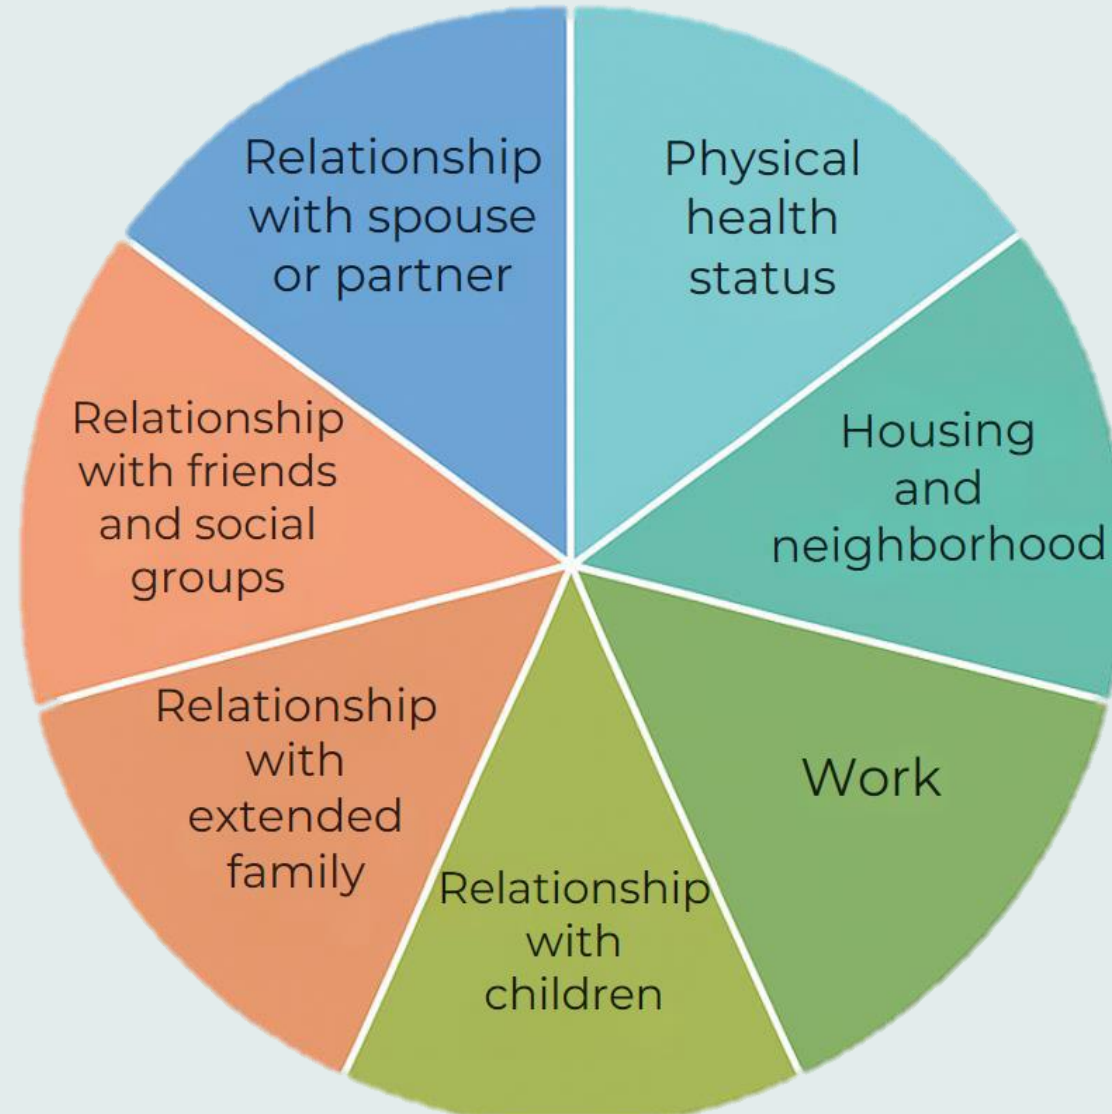 Physical
health
status
Housing
and
neighborhood
Work
Relationship
with
children
Relationship
with
extended
family
Relationship
with friends
and social
groups
Relationship
with spouse
or partner